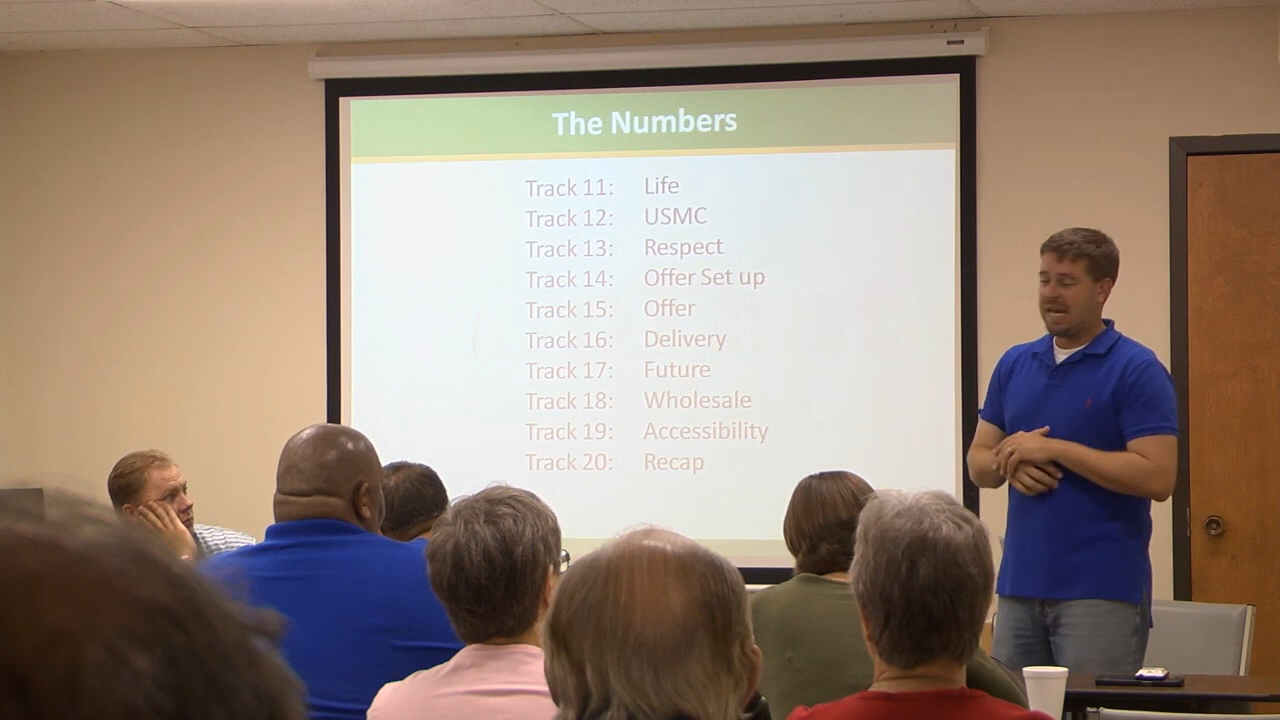 The Numbers
Track 11: Life
Track 12: USMC
Track 13: Respect
Track 14: Offer Set up
Track 15: Offer
Track 16: Delivery
Track 17: Future
Track 18: Wholesale
Track 19: Accessibility
Track 20: Recap